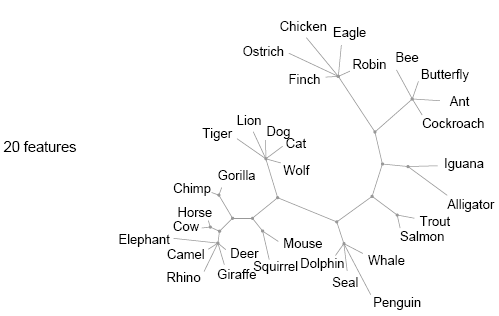 Chicken
Eagle
Ostrich
Robin
Bee
Finch
Butterfly
Ant
Cockroach
Lion
Tiger
Dog
Cat
20 features
Wolf
Iguana
Gorilla
Chimp
Alligator
Horse
Trout
Cow
Salmon
Elephant
Mouse
Camel
Deer
Whale
Squirrel
Dolphin
Rhino
Giraffe
Seal
Penguin